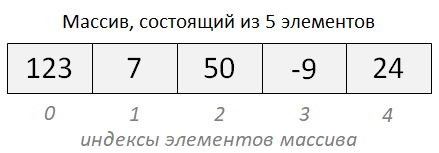 Массив, состоящий из 5 элементов
123 7 50 -9 24
0 1 2 3 4
индексы элементов массива